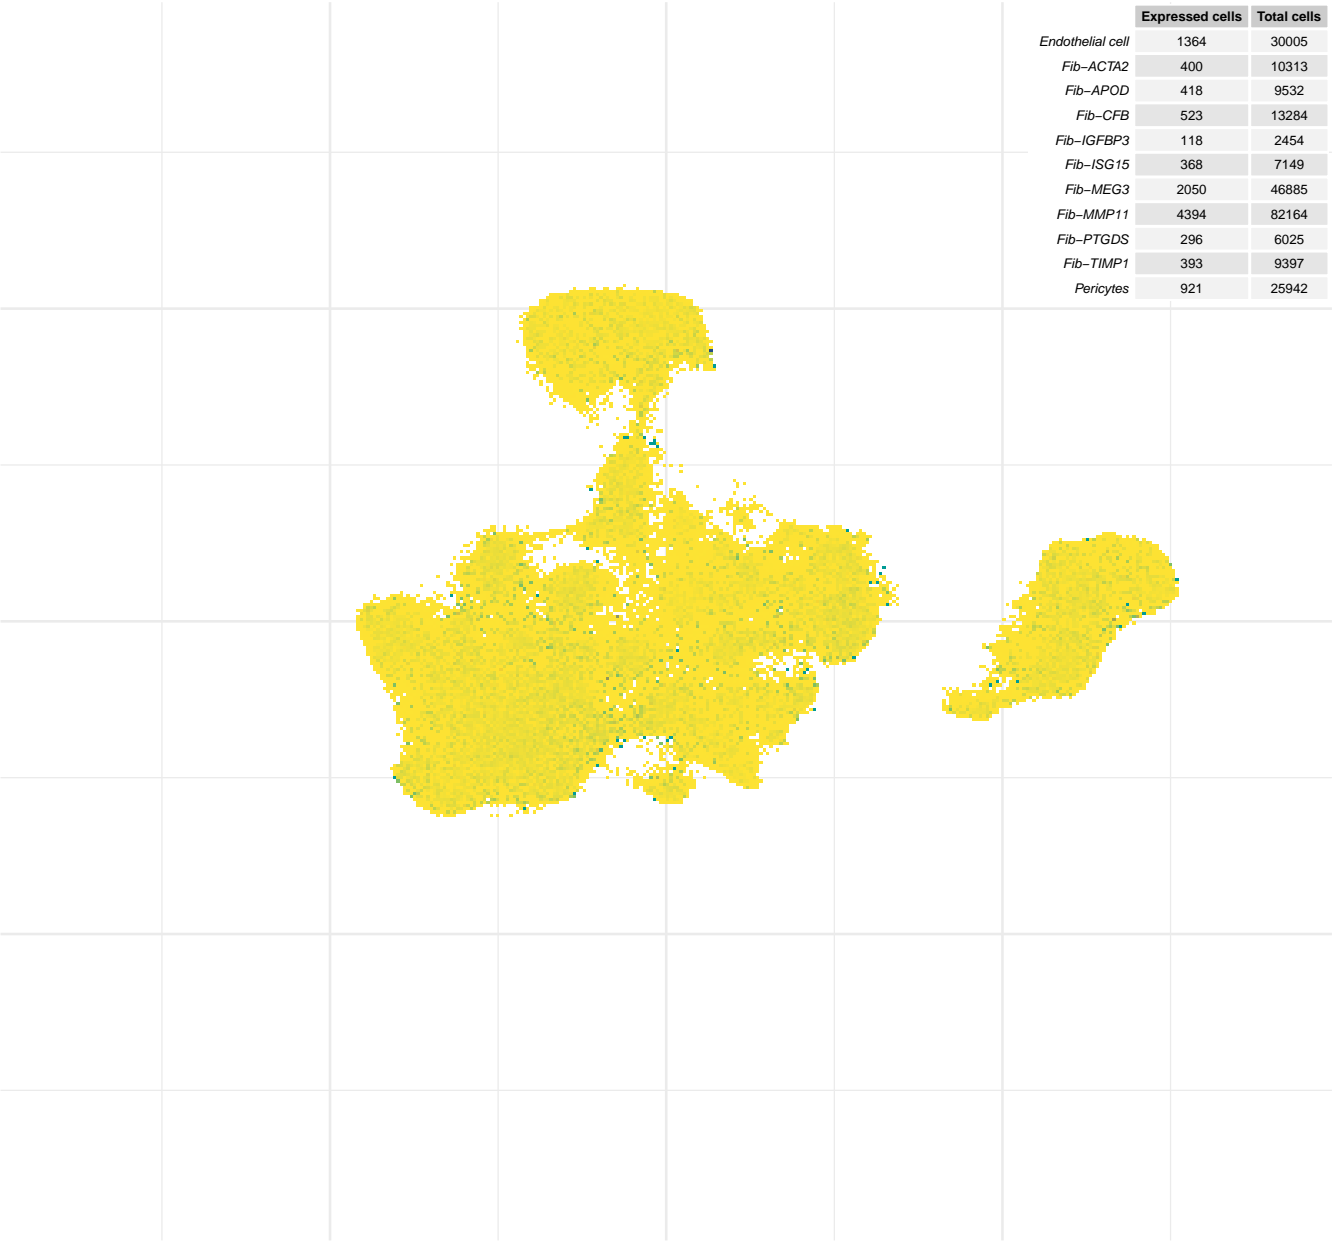 Expressed cells Total cells
Endothelial cell 1364 30005
Fib−ACTA2 400 10313
Fib−APOD 418 9532
Fib−CFB 523 13284
Fib−IGFBP3 118 2454
Fib−ISG15 368 7149
Fib−MEG3 2050 46885
Fib−MMP11 4394 82164
Fib−PTGDS 296 6025
Fib−TIMP1 393 9397
Pericytes 921 25942